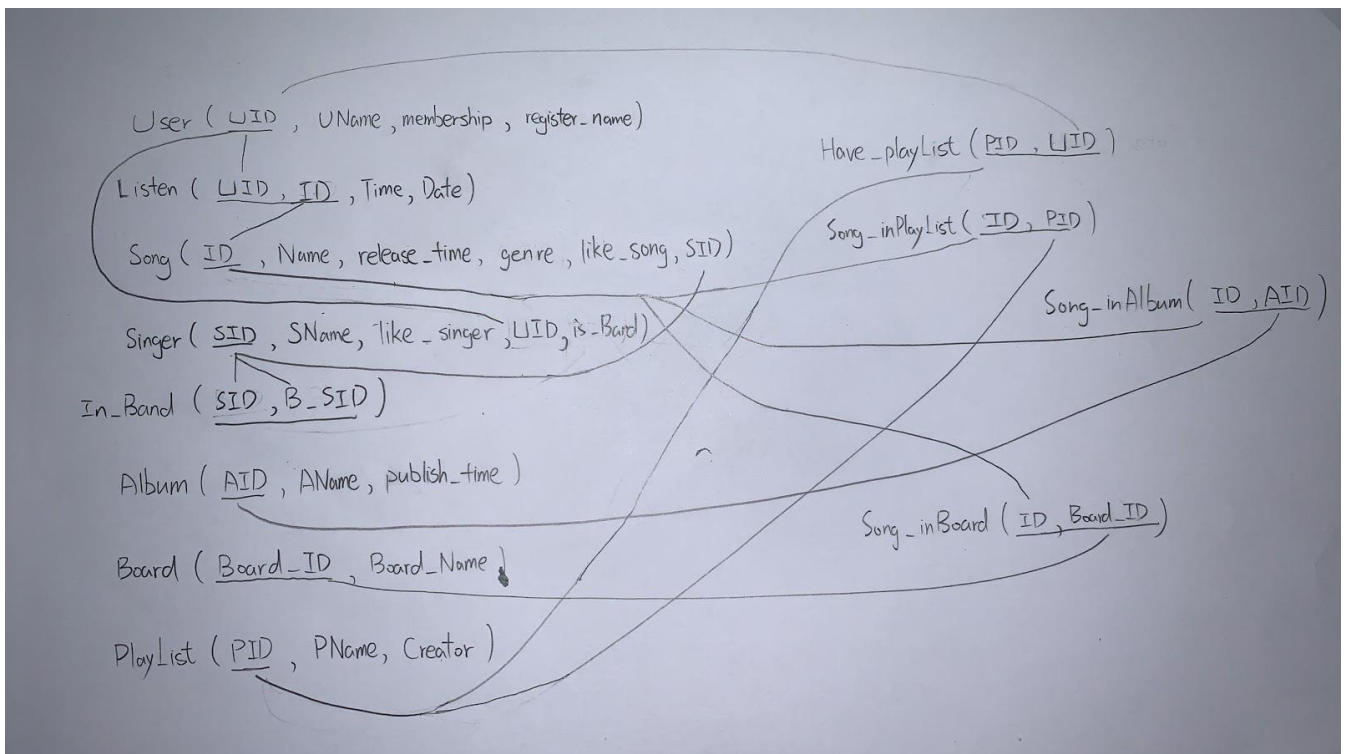 User ( UID , UName , membership , register_name )
Listen ( UID , ID , Time , Date )
Song ( ID , Name , release_time , genre , like_song , SID )
Singer ( SID , SName , like_singer , UID , is_Band )
In_Band ( SID , B_SID )
Album ( AID , AName , publish_time )
Board ( Board_ID , Board_Name )
PlayList ( PID , PName , Creator )
Have_playList ( PID , UID )
Song_inPlayList ( ID , PID )
Song_inAlbum ( ID , AID )
Song_inBoard ( ID , Board_ID )